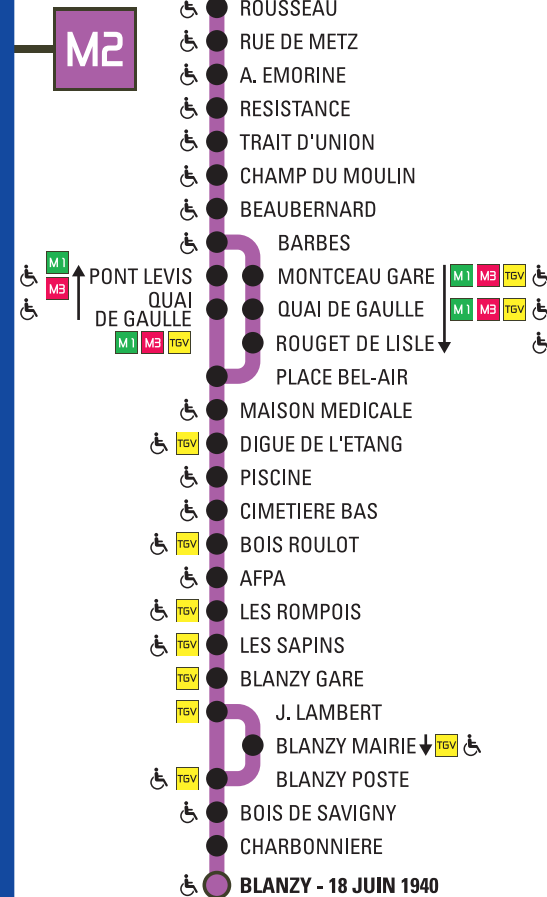 M2
ROUSSEAU
RUE DE METZ
A. EMORINE
RESISTANCE
TRAIT D'UNION
CHAMP DU MOULIN
BEAUBERNARD
BARBES
M1
M3
PONT LEVIS
MONTCEAU GARE M1 M3 TGV
QUAI
DE GAULLE
M1 M3 TGV
QUAI DE GAULLE M1 M3 TGV
ROUGET DE LISLE
PLACE BEL-AIR
MAISON MEDICALE
TGV DIGUE DE L'ETANG
PISCINE
CIMETIERE BAS
TGV BOIS ROULOT
AFPA
TGV LES ROMPOIS
TGV LES SAPINS
TGV BLANZY GARE
TGV J. LAMBERT
BLANZY MAIRIE TGV
TGV BLANZY POSTE
BOIS DE SAVIGNY
CHARBONNIERE
BLANZY - 18 JUIN 1940